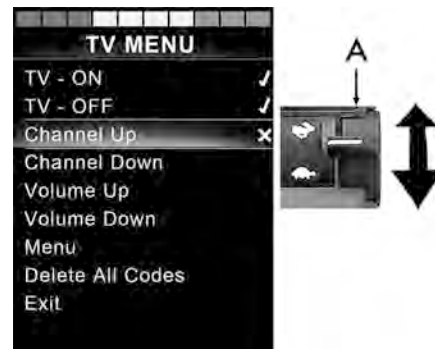 TV MENU
TV - ON
TV - OFF
Channel Up
Channel Down
Volume Up
Volume Down
Menu
Delete All Codes
Exit
A